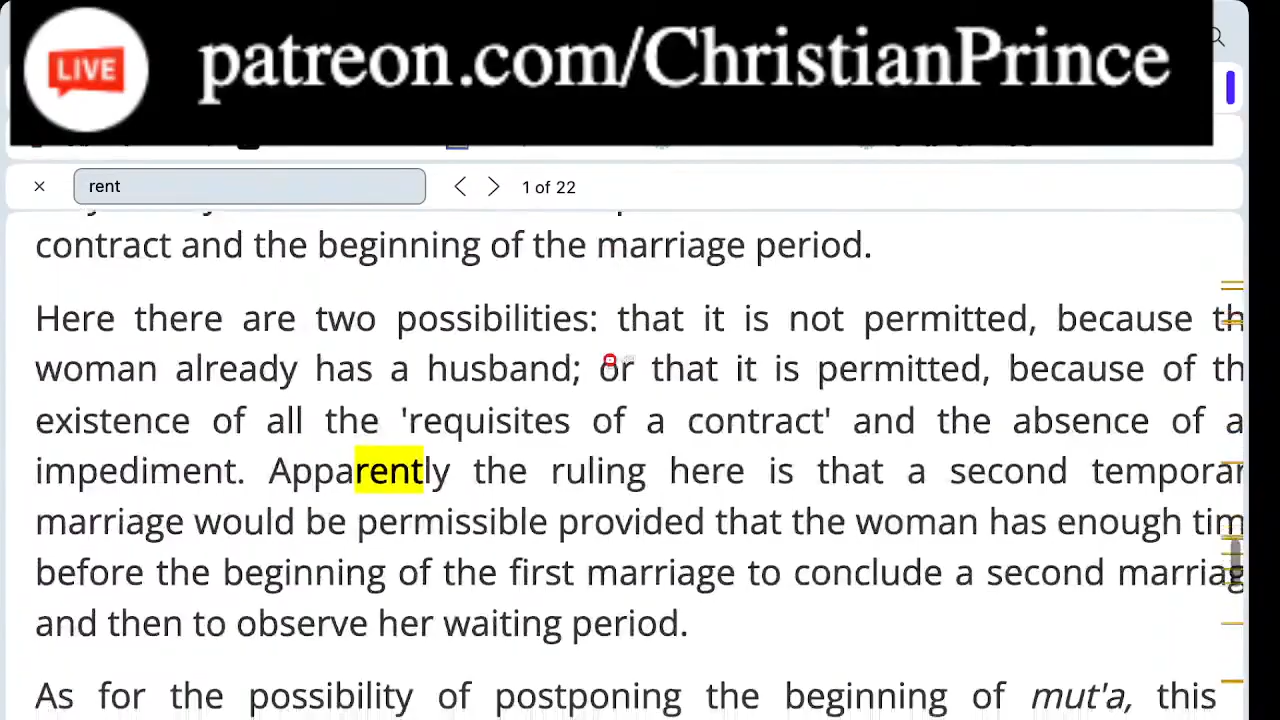 LIVE
patreon.com/ChristianPrince
rent
1 of 22
contract and the beginning of the marriage period.
Here there are two possibilities: that it is not permitted, because th
woman already has a husband; or that it is permitted, because of th
existence of all the 'requisites of a contract' and the absence of a
impediment. Apparently the ruling here is that a second temporar
marriage would be permissible provided that the woman has enough tim
before the beginning of the first marriage to conclude a second marriag
and then to observe her waiting period.
As for the possibility of postponing the beginning of mut'a, this